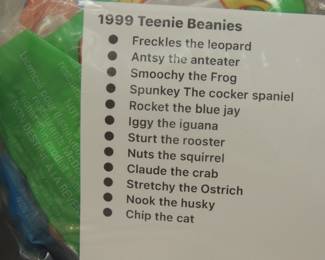 1999 Teenie Beanies
● Freckles the leopard
● Antsy the anteater
● Smoochy the Frog
● Spunkey The cocker spaniel
● Rocket the blue jay
● Iggy the iguana
● Sturt the rooster
● Nuts the squirrel
● Claude the crab
● Stretchy the Ostrich
● Nook the husky
● Chip the cat